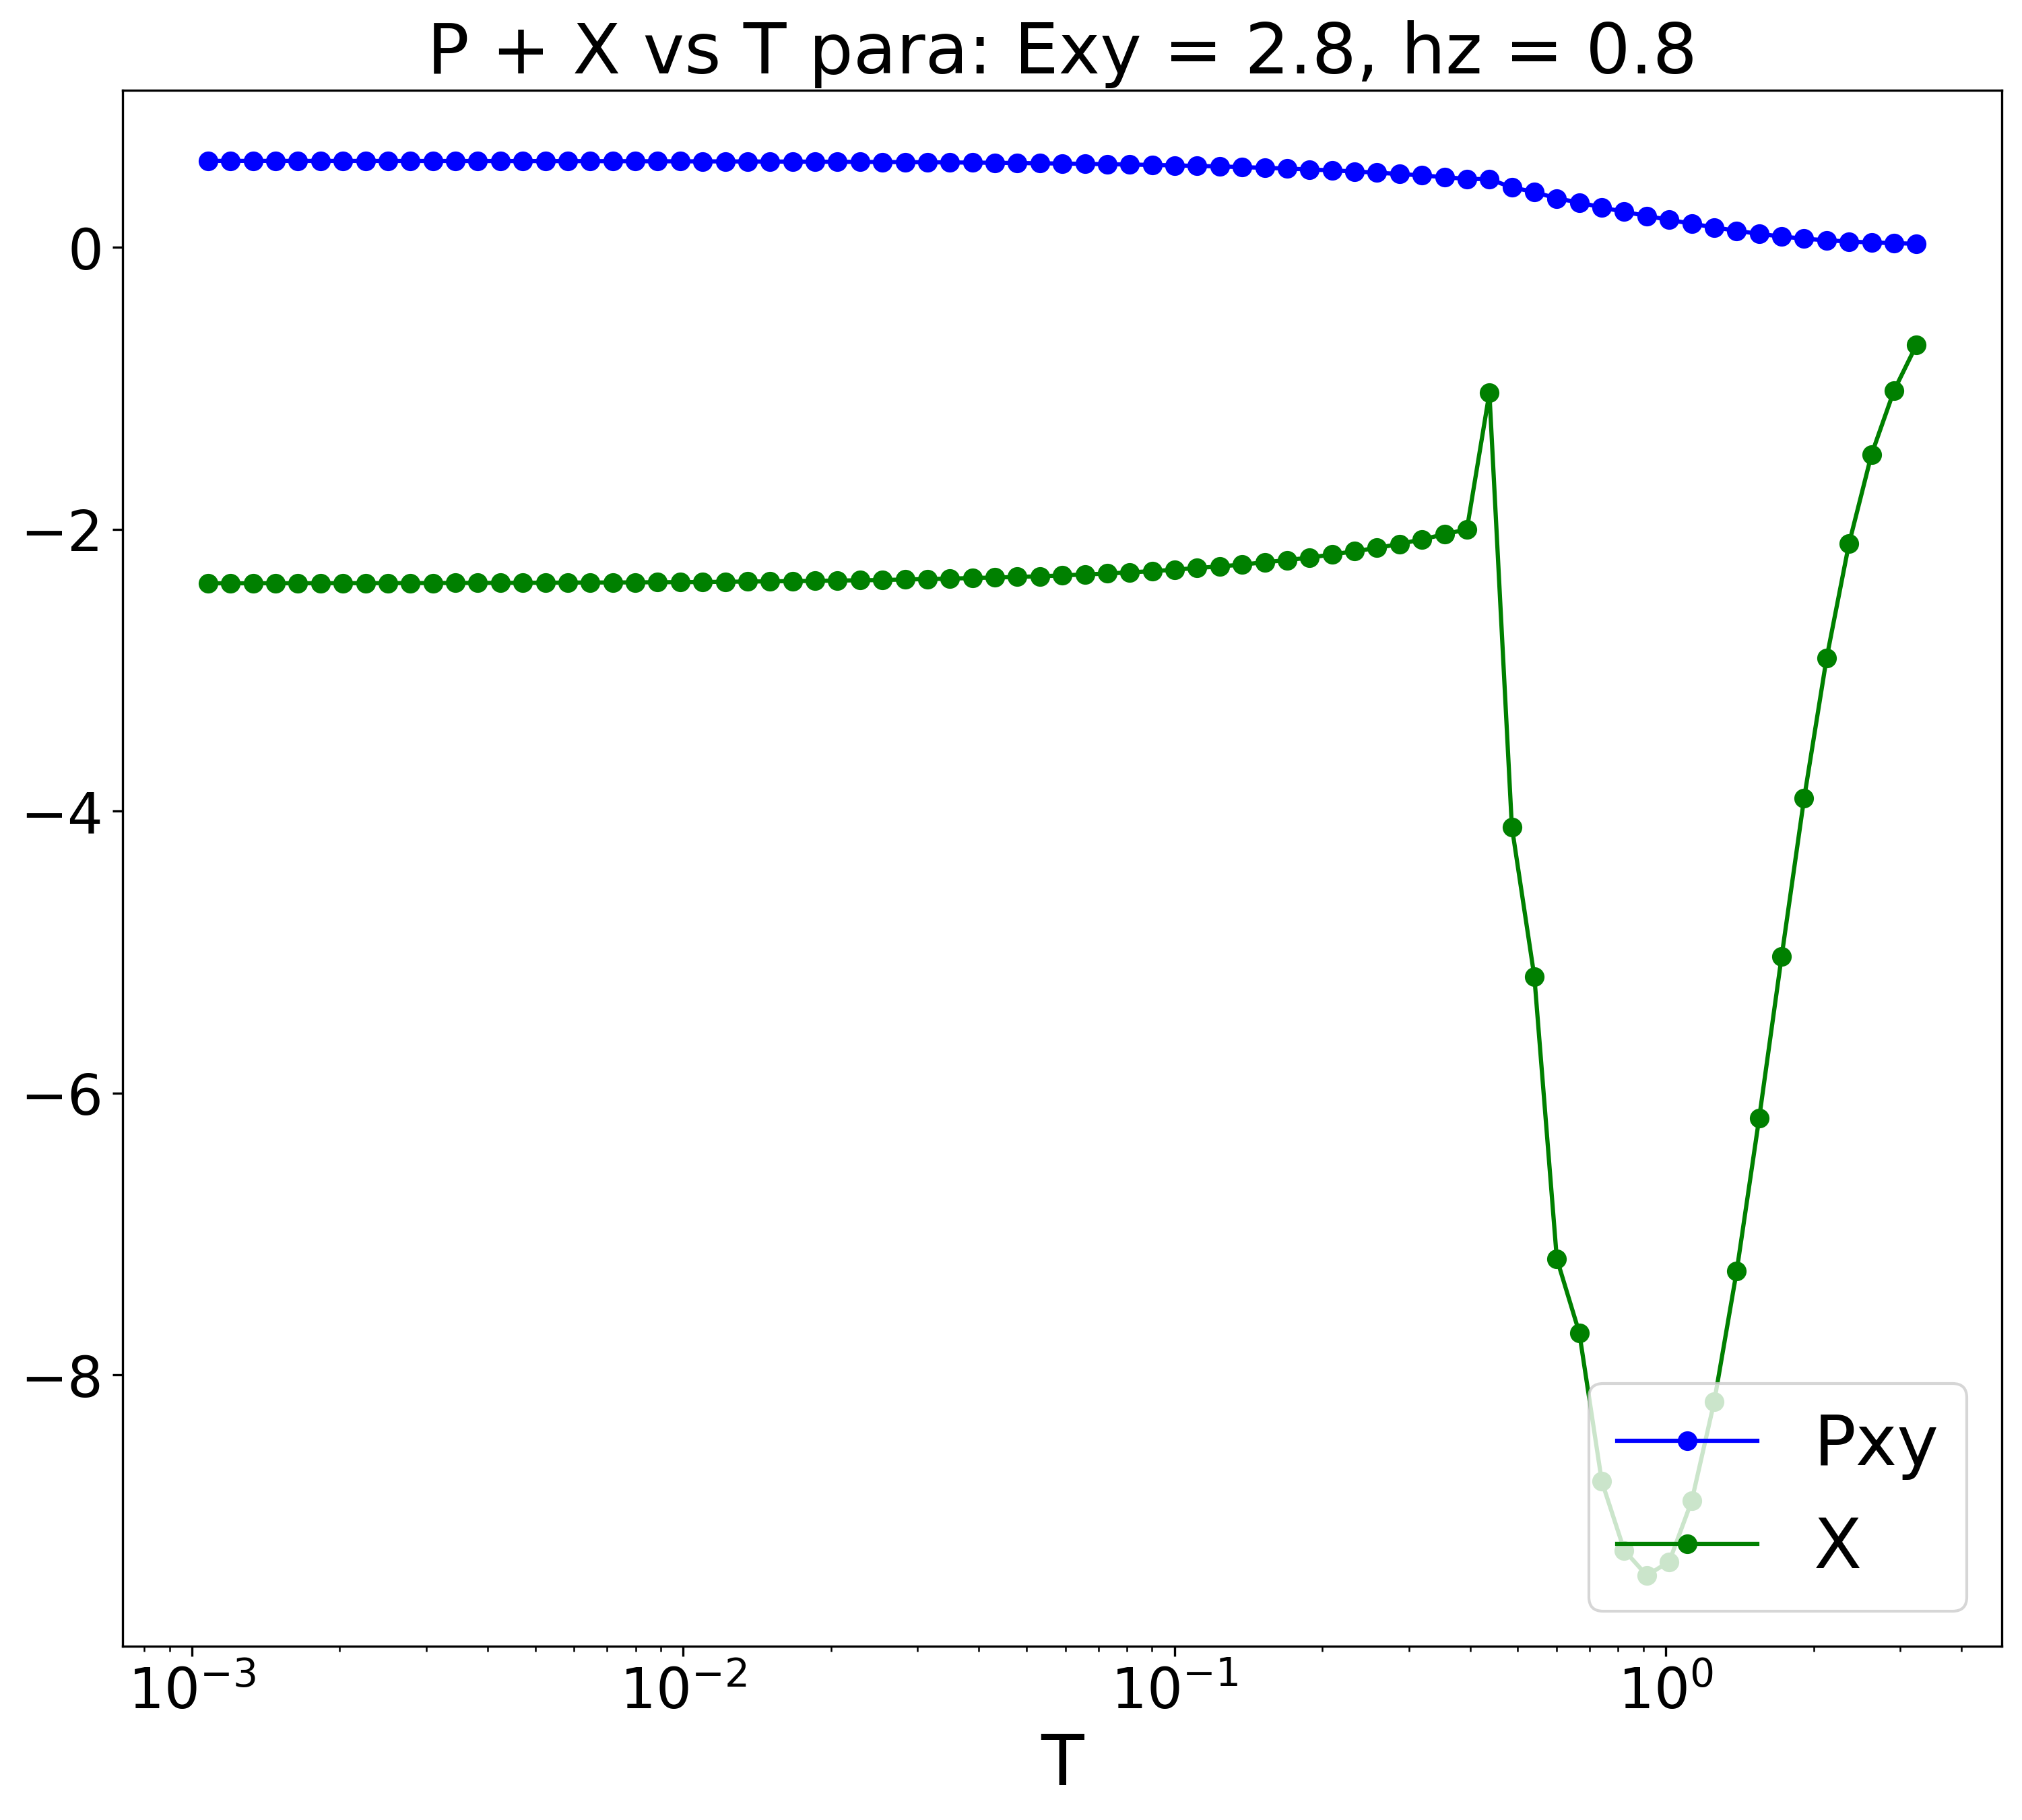 P + X vs T para: Exy = 2.8, hz = 0.8
0
−2
−4
−6
−8
Pxy
X
10⁻³ 10⁻² 10⁻¹ 10⁰
T